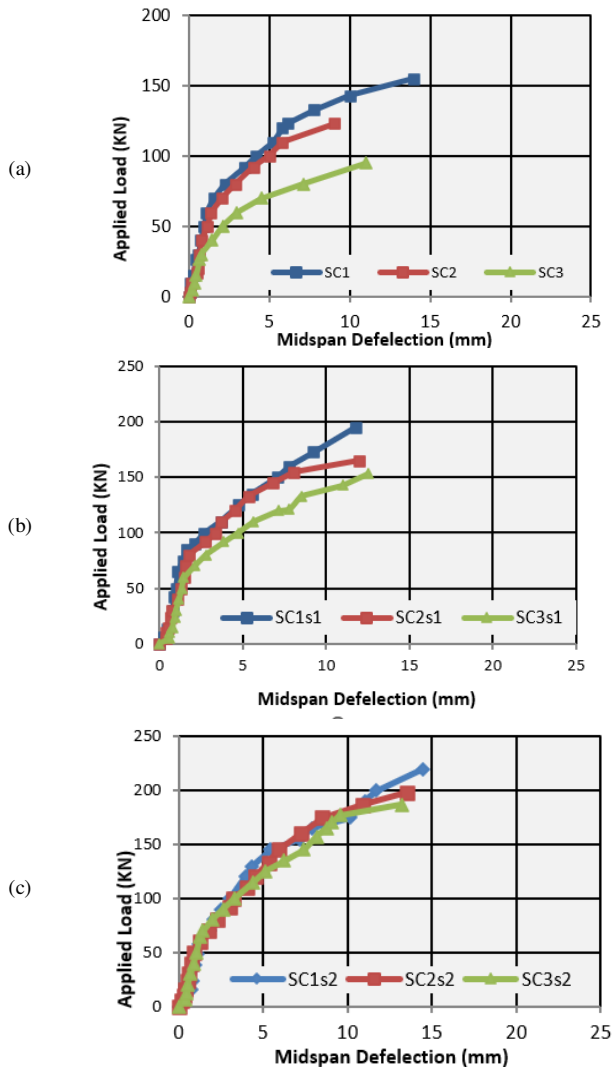 (a)
Applied Load (KN)
200
150
100
50
0
SC1 SC2 SC3
0 5 10 15 20 25
Midspan Defelection (mm)
(b)
Applied Load (KN)
250
200
150
100
50
0
SC1s1 SC2s1 SC3s1
0 5 10 15 20 25
Midspan Defelection (mm)
(c)
Applied Load (KN)
250
200
150
100
50
0
SC1s2 SC2s2 SC3s2
0 5 10 15 20 25
Midspan Defelection (mm)